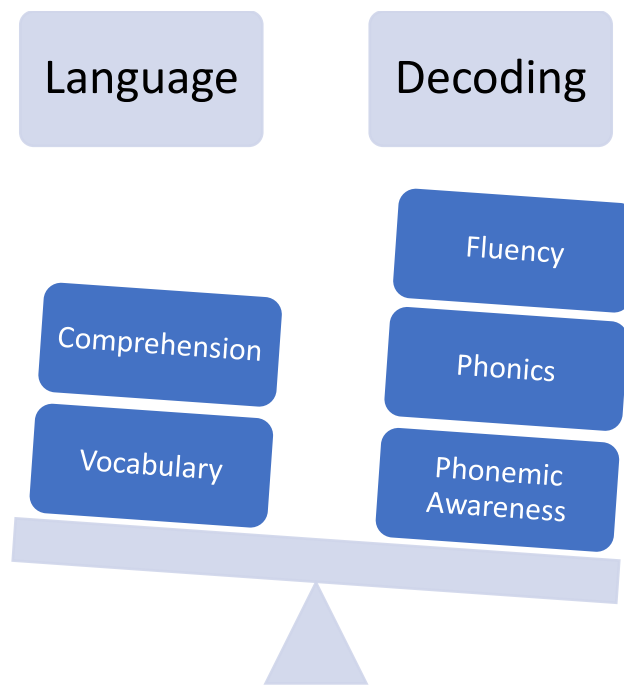 Language
Decoding
Fluency
Comprehension
Phonics
Vocabulary
Phonemic
Awareness